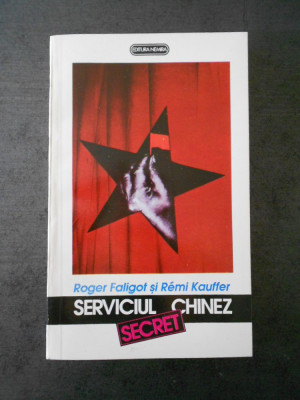 EDITURA NEMIRA
Roger Faligot și Rémi Kauffer
SERVICIUL CHINEZ
SECRET